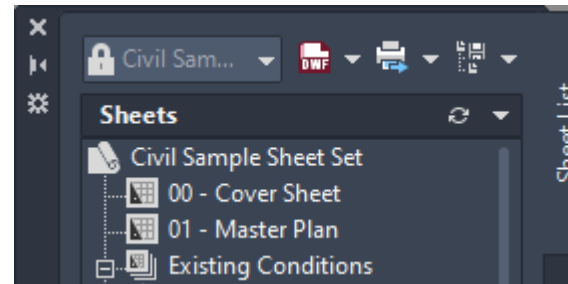 Civil Sam...
DWF
Sheets
Civil Sample Sheet Set
00 - Cover Sheet
01 - Master Plan
Existing Conditions
Sheet List